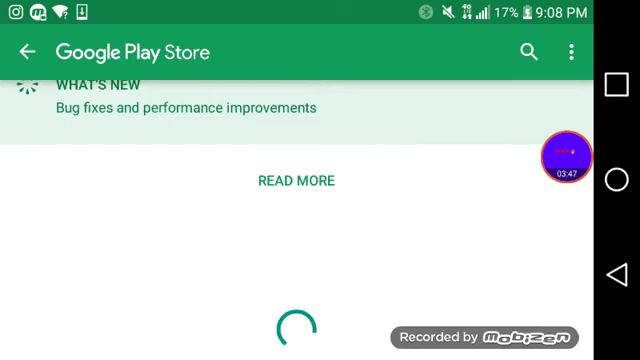 17% 9:08 PM
Google Play Store
WHAT'S NEW
Bug fixes and performance improvements
03:47
READ MORE
Recorded by mobizen